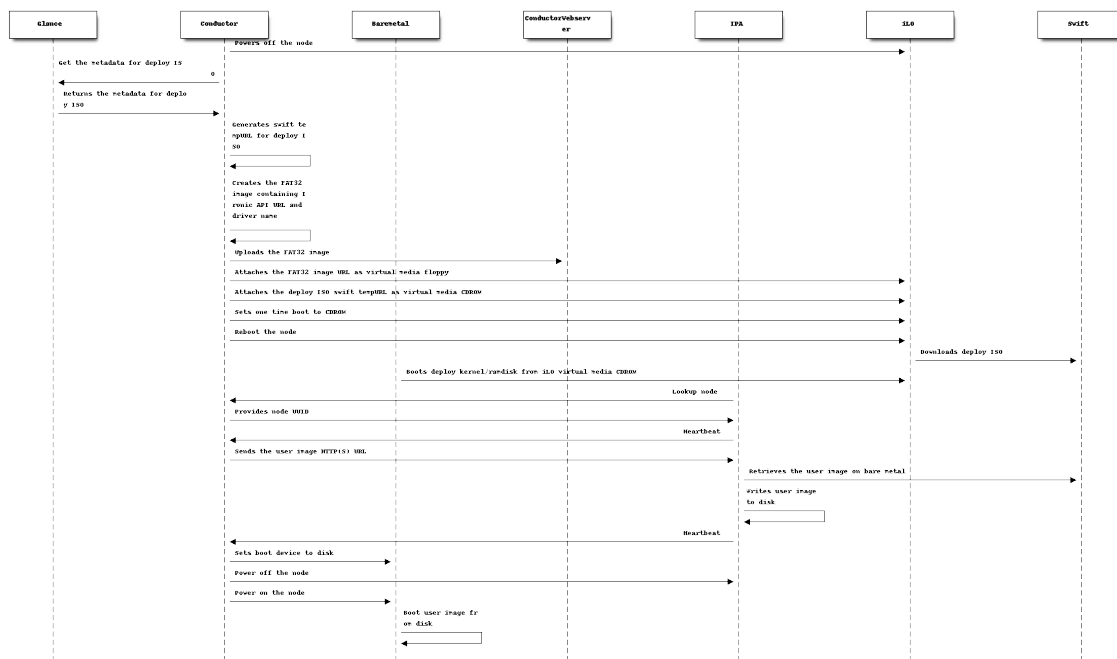 Glance
Conductor
Baremetal
ConductorWebserv
er
IPA
iLO
Swift
Powers off the node
Get the metadata for deploy IS
O
Returns the metadata for deplo
y ISO
Generates swift te
mpURL for deploy I
SO
Creates the FAT32
image containing I
ronic API URL and
driver name
Uploads the FAT32 image
Attaches the FAT32 image URL as virtual media floppy
Attaches the deploy ISO swift tempURL as virtual media CDROM
Sets one time boot to CDROM
Reboot the node
Downloads deploy ISO
Boots deploy kernel/ramdisk from iLO virtual media CDROM
Lookup node
Provides node UUID
Heartbeat
Sends the user image HTTP(S) URL
Retrieves the user image on bare metal
Writes user image
to disk
Heartbeat
Sets boot device to disk
Power off the node
Power on the node
Boot user image fr
om disk